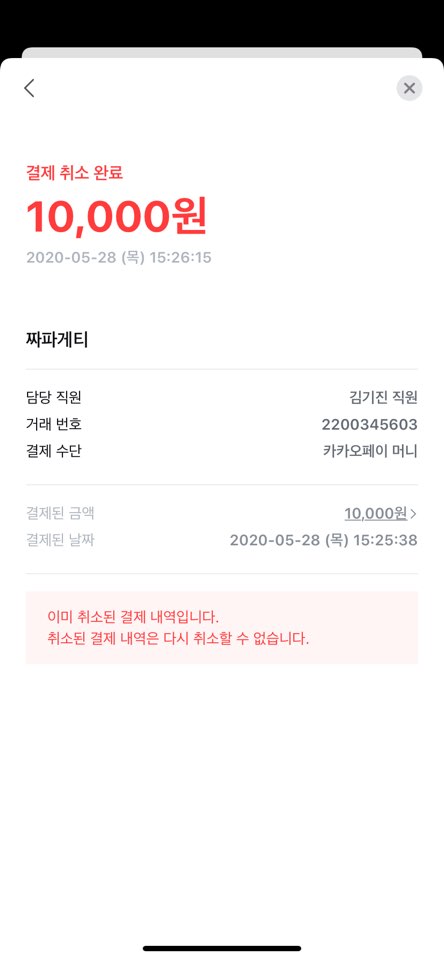 결제 취소 완료
10,000원
2020-05-28 (목) 15:26:15
짜파게티
담당 직원 김기진 직원
거래 번호 2200345603
결제 수단 카카오페이 머니
결제된 금액 10,000원
결제된 날짜 2020-05-28 (목) 15:25:38
이미 취소된 결제 내역입니다.
취소된 결제 내역은 다시 취소할 수 없습니다.